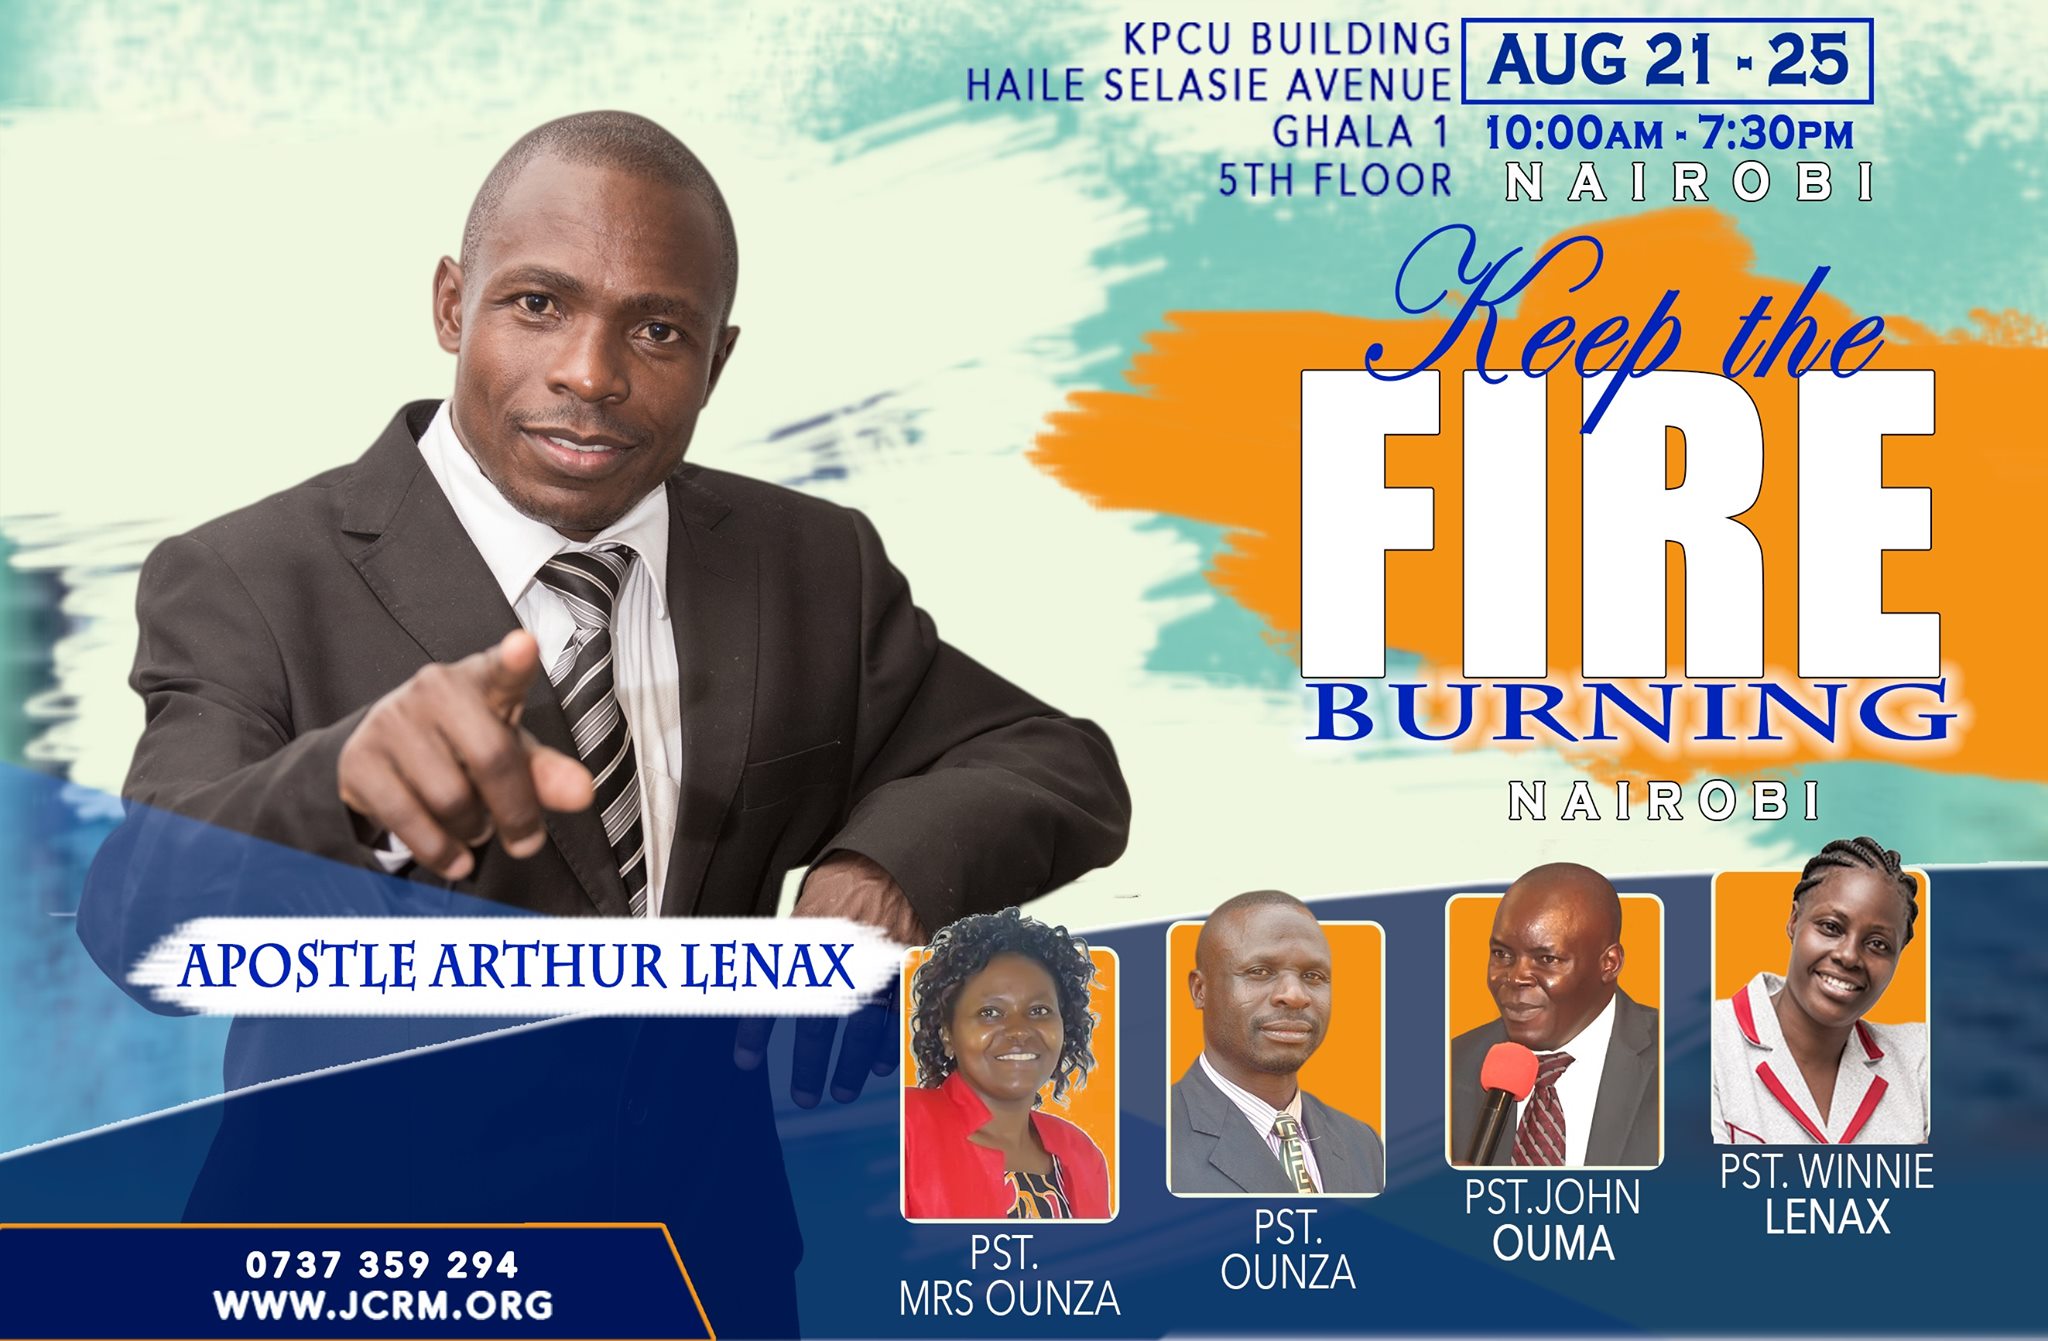 KPCU BUILDING
HAILE SELASIE AVENUE
GHALA 1
5TH FLOOR
AUG 21 - 25
10:00AM - 7:30PM
NAIROBI
Keep the
FIRE
BURNING
NAIROBI
APOSTLE ARTHUR LENAX
PST.
MRS OUNZA
PST.
OUNZA
PST.JOHN
OUMA
PST. WINNIE
LENAX
0737 359 294
WWW.JCRM.ORG